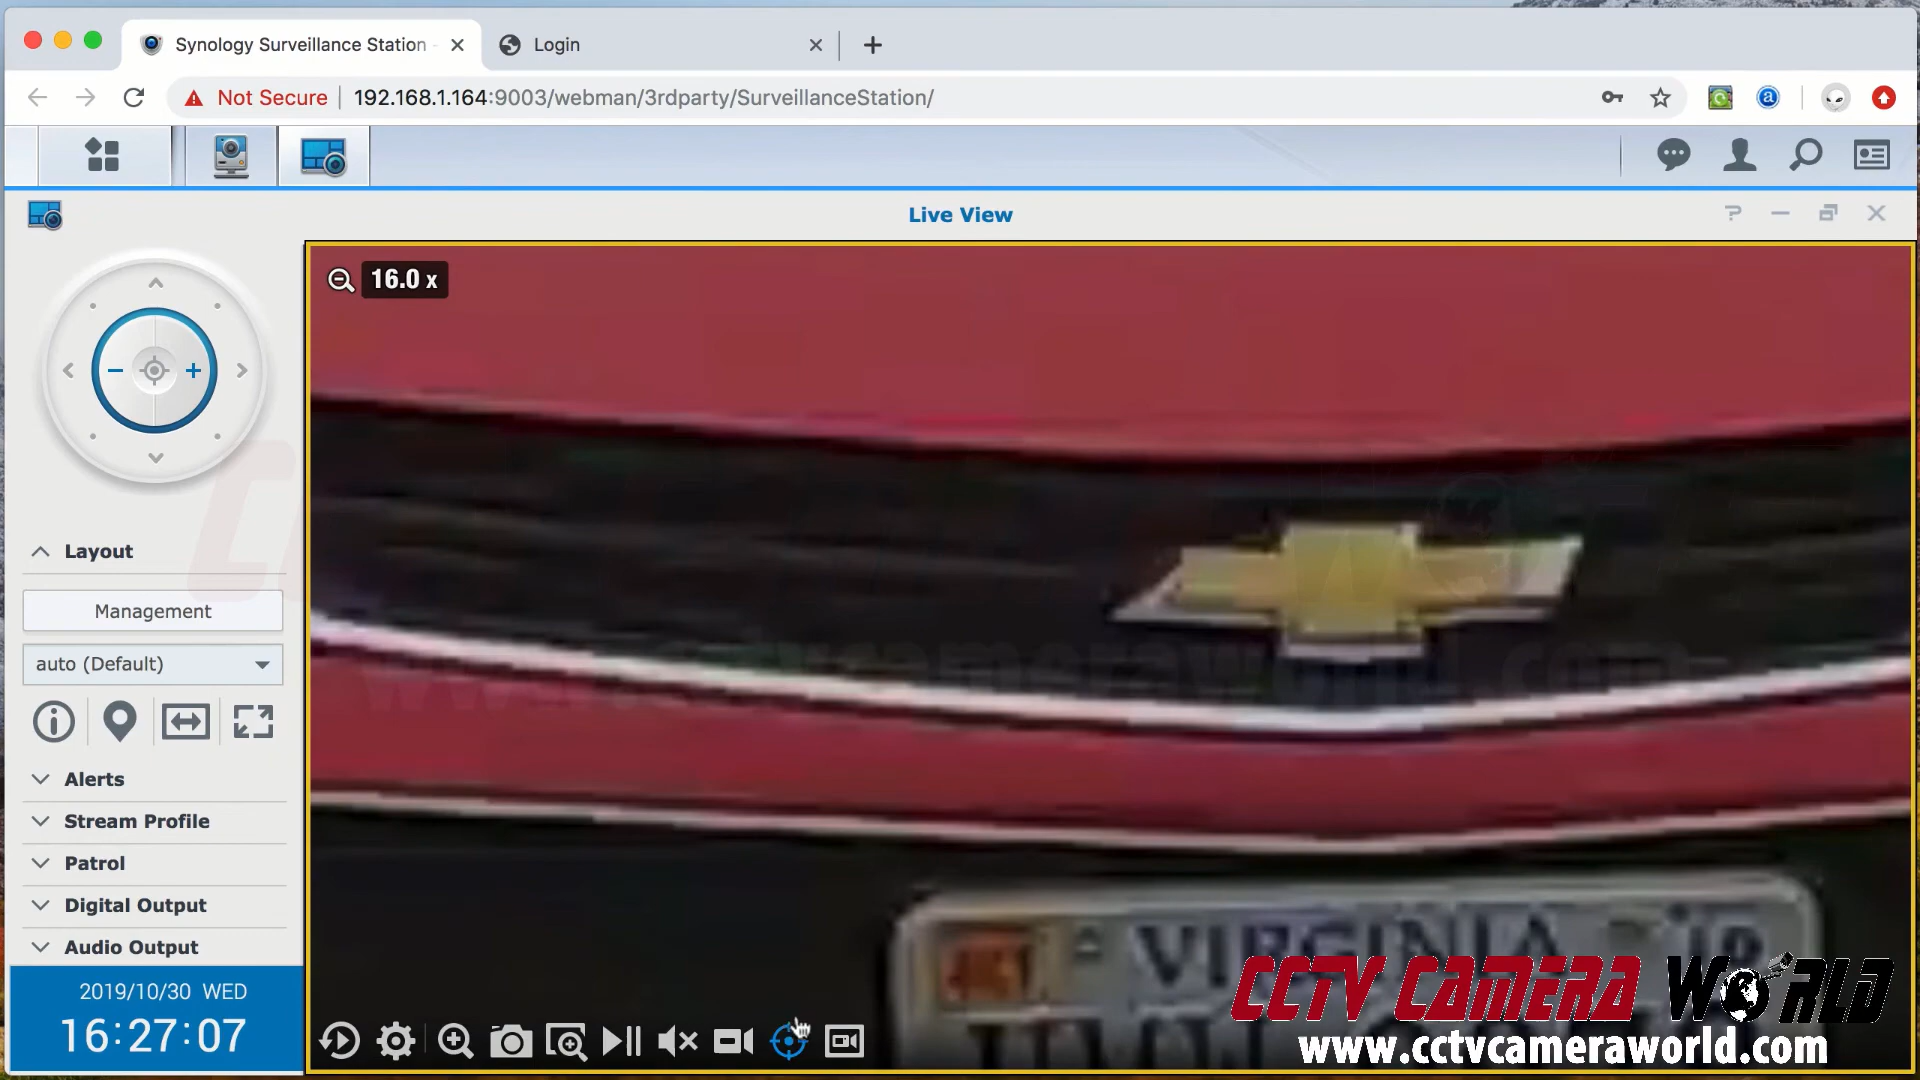 Synology Surveillance Station -
Login
Not Secure
192.168.1.164:9003/webman/3rdparty/SurveillanceStation/
Live View
16.0 x
Layout
Management
auto (Default)
Alerts
Stream Profile
Patrol
Digital Output
Audio Output
2019/10/30 WED
16:27:07
VIRGINIA
CCTV CAMERA WORLD
www.cctvcameraworld.com